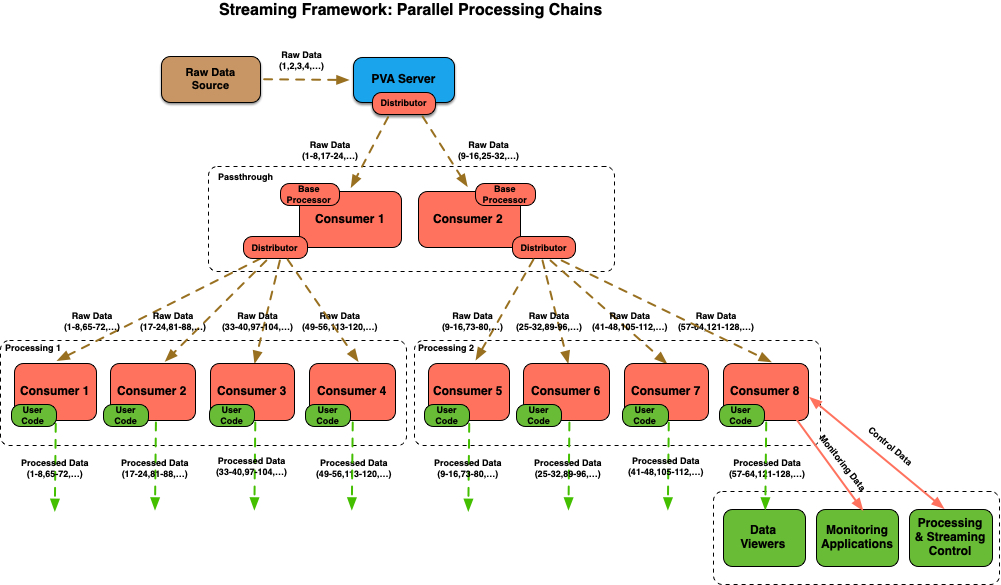 Streaming Framework: Parallel Processing Chains
Raw Data
Source
Raw Data
(1,2,3,4,...)
PVA Server
Distributor
Raw Data
(1-8,17-24,...)
Raw Data
(9-16,25-32,...)
Passthrough
Base
Processor
Consumer 1
Distributor
Base
Processor
Consumer 2
Distributor
Raw Data
(1-8,65-72,...)
Raw Data
(17-24,81-88,...)
Raw Data
(33-40,97-104,...)
Raw Data
(49-56,113-120,...)
Raw Data
(9-16,73-80,...)
Raw Data
(25-32,89-96,...)
Raw Data
(41-48,105-112,...)
Raw Data
(57-64,121-128,...)
Processing 1
Consumer 1
User
Code
Consumer 2
User
Code
Consumer 3
User
Code
Consumer 4
User
Code
Processing 2
Consumer 5
User
Code
Consumer 6
User
Code
Consumer 7
User
Code
Consumer 8
User
Code
Processed Data
(1-8,65-72,...)
Processed Data
(17-24,81-88,...)
Processed Data
(33-40,97-104,...)
Processed Data
(49-56,113-120,...)
Processed Data
(9-16,73-80,...)
Processed Data
(25-32,89-96,...)
Processed Data
(41-48,105-112,...)
Processed Data
(57-64,121-128,...)
Monitoring Data
Control Data
Data
Viewers
Monitoring
Applications
Processing
& Streaming
Control